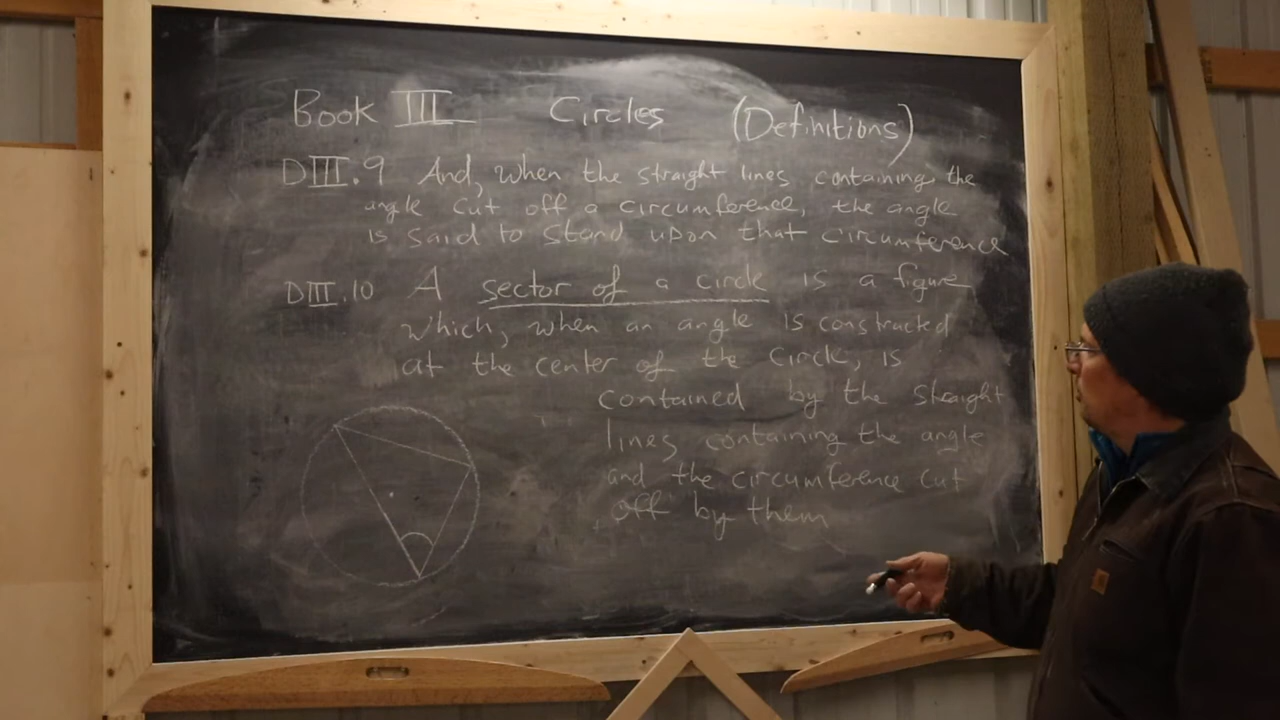 Book III Circles (Definitions)
DIII.9 And, when the straight lines containing the
angle cut off a circumference, the angle
is said to stand upon that circumference
DIII.10 A sector of a circle is a figure
which, when an angle is constructed
at the center of the circle, is
contained by the straight
lines containing the angle
and the circumference cut
off by them